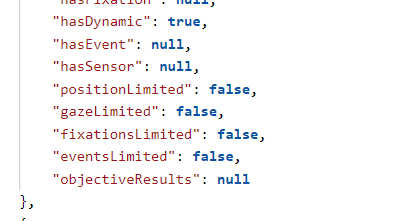 "hasFixation": null,
"hasDynamic": true,
"hasEvent": null,
"hasSensor": null,
"positionLimited": false,
"gazeLimited": false,
"fixationsLimited": false,
"eventsLimited": false,
"objectiveResults": null
},